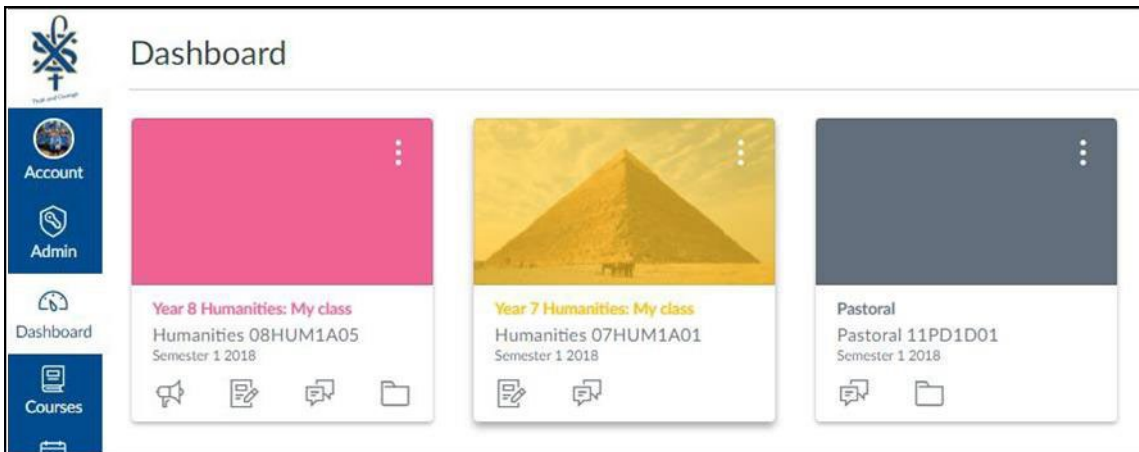 Dashboard
Account
Admin
Dashboard
Courses
Year 8 Humanities: My class
Humanities 08HUM1A05
Semester 1 2018
Year 7 Humanities: My class
Humanities 07HUM1A01
Semester 1 2018
Pastoral
Pastoral 11PD1D01
Semester 1 2018